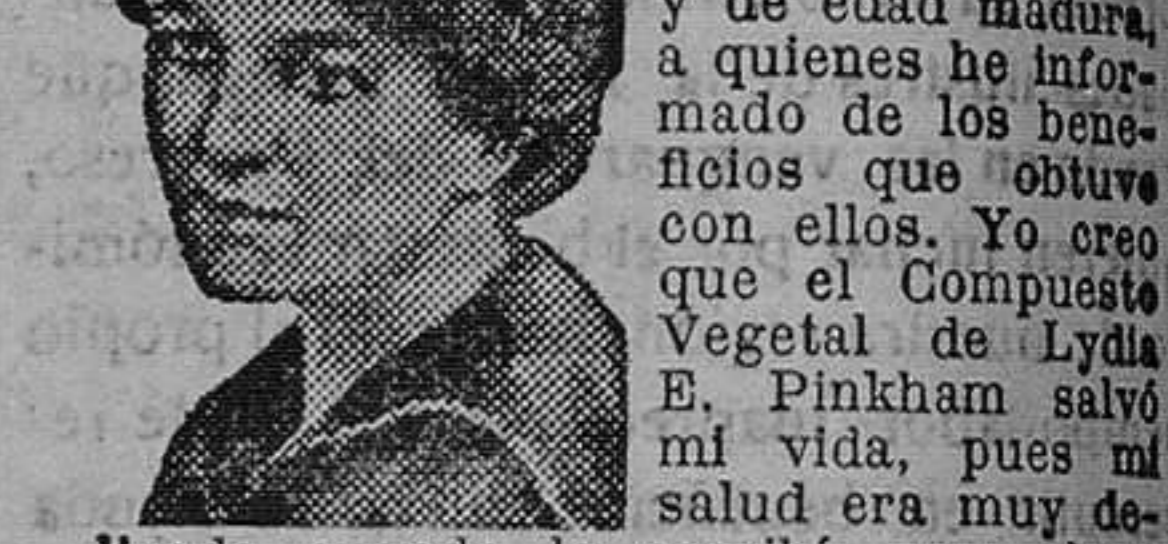 y de edad madura,
a quienes he infor-
mado de los bene-
ficios que obtuve
con ellos. Yo creo
que el Compuesto
Vegetal de Lydia
E. Pinkham salvó
mi vida, pues mi
salud era muy de-